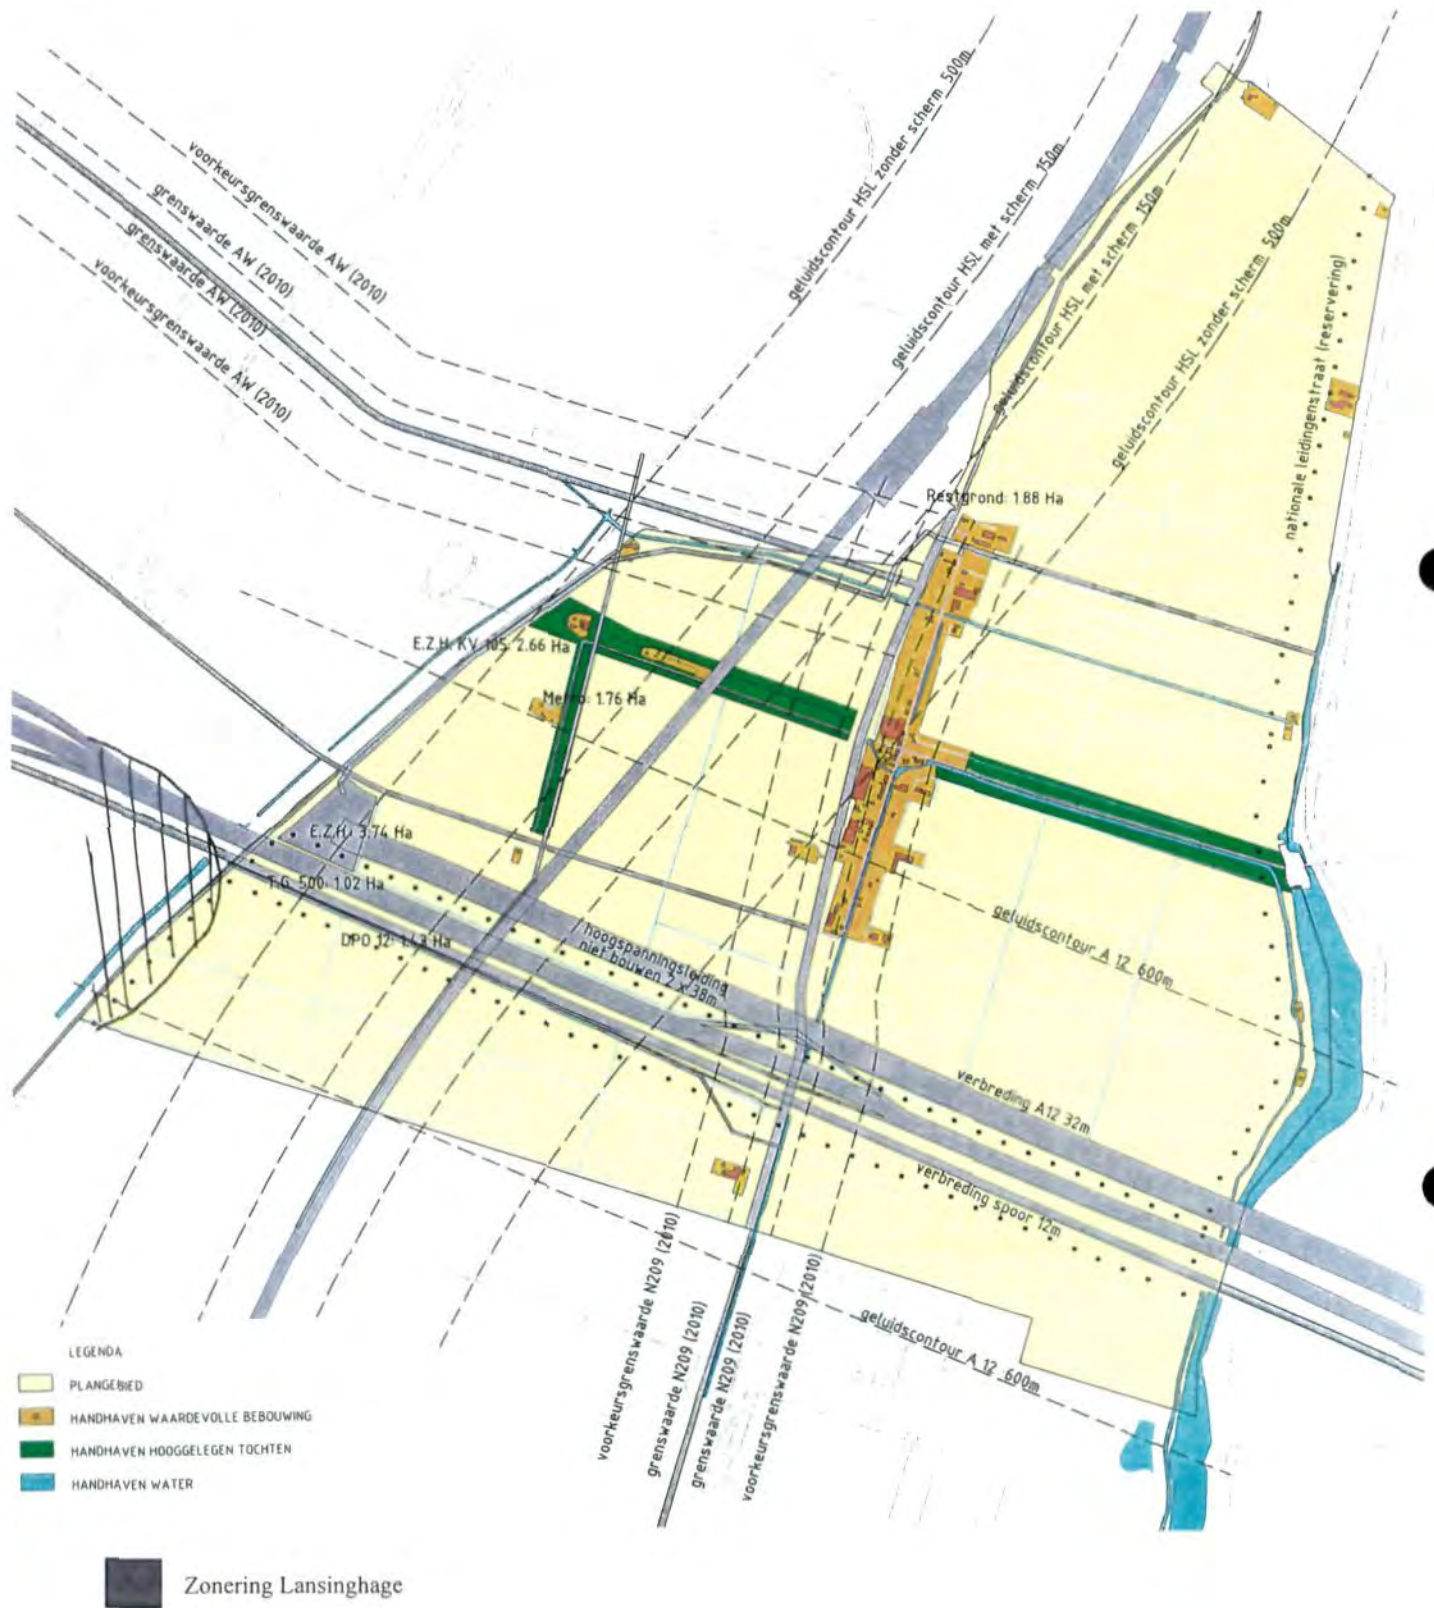 geluidscontour HSL zonder scherm 500m
geluidscontour HSL met scherm 150m
geluidscontour HSL met scherm 150m
geluidscontour HSL zonder scherm 500m
voorkeursgrenswaarde AW (2010)
grenswaarde AW (2010)
grenswaarde AW (2010)
voorkeursgrenswaarde AW (2010)
nationale leidingenstraat (reservering)
Restgrond: 1.88 Ha
E.Z.H. KV 105: 2.66 Ha
Metro: 1.76 Ha
E.Z.H.: 3.74 Ha
T.G. 500: 1.02 Ha
DPO 12: 1.43 Ha
hoogspanningsleiding
niet bouwen 2 x 38m
geluidscontour A 12 600m
verbreding A12 32m
verbreding spoor 12m
voorkeursgrenswaarde N209 (2010)
grenswaarde N209 (2010)
grenswaarde N209 (2010)
voorkeursgrenswaarde N209 (2010)
geluidscontour A 12 600m
LEGENDA
PLANGEBIED
HANDHAVEN WAARDEVOLLE BEBOUWING
HANDHAVEN HOOGGELEGEN TOCHTEN
HANDHAVEN WATER
Zonering Lansinghage